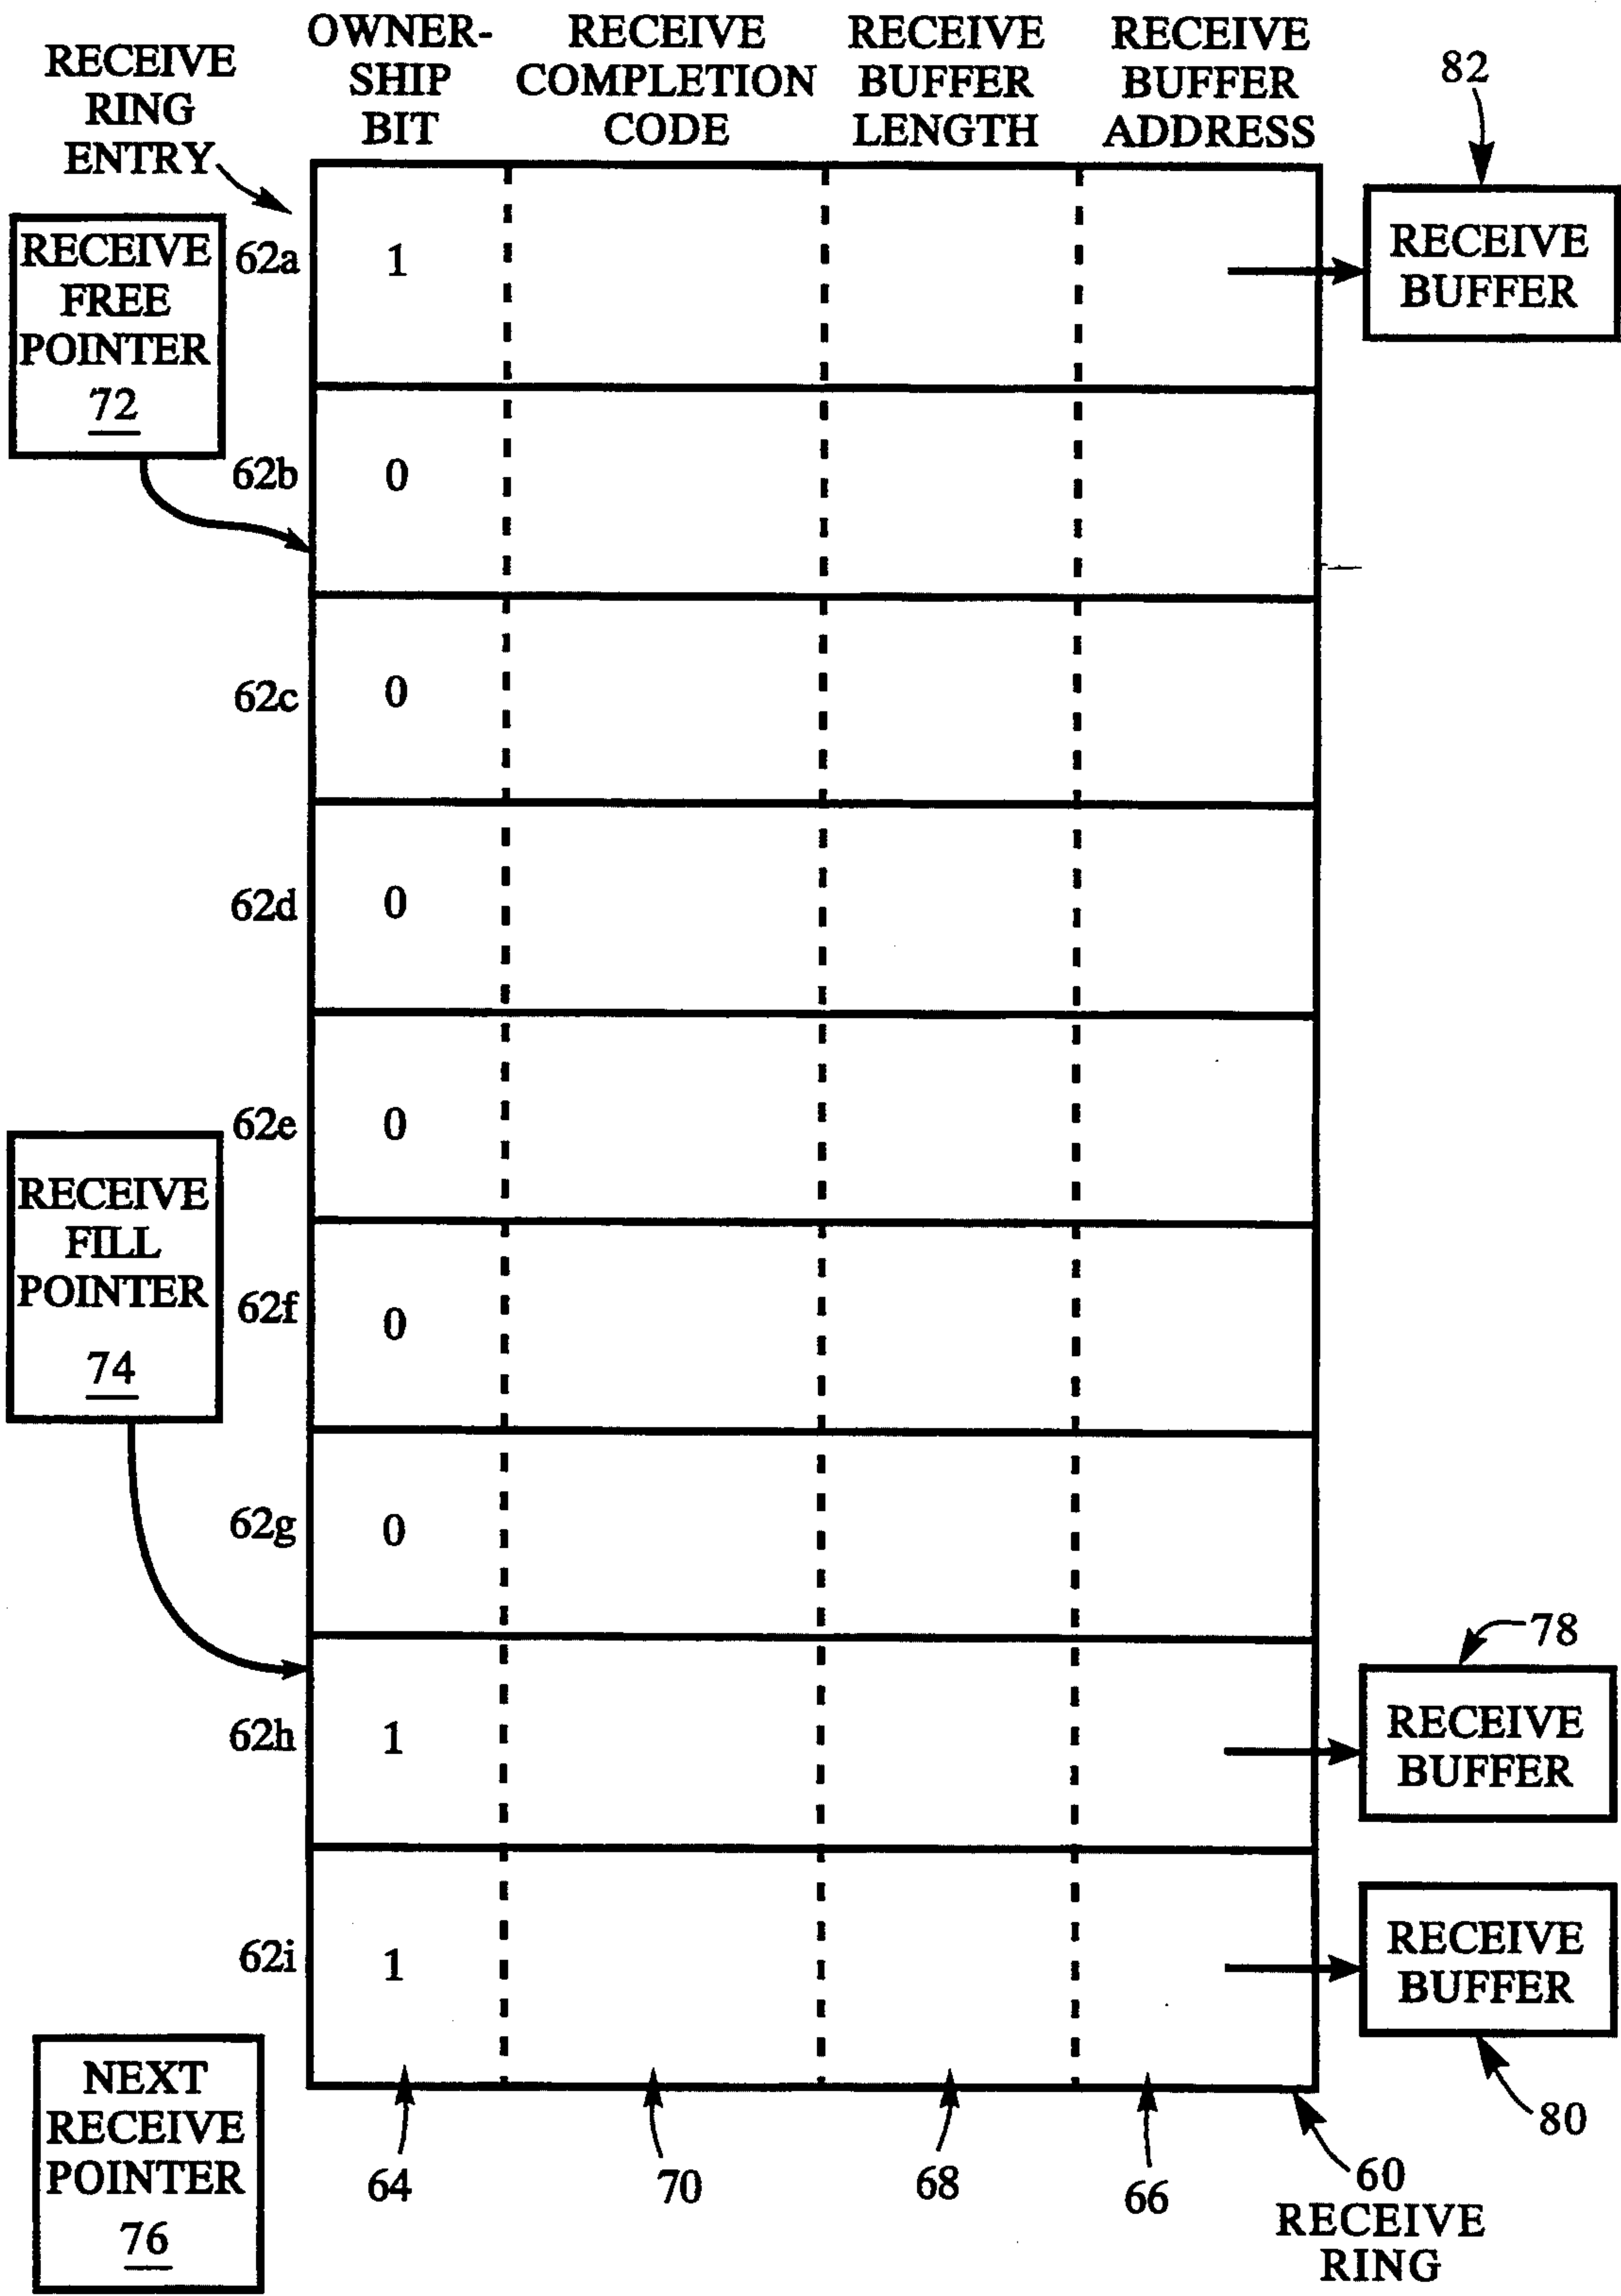 OWNER-
SHIP
BIT
RECEIVE
COMPLETION
CODE
RECEIVE
BUFFER
LENGTH
RECEIVE
BUFFER
ADDRESS
RECEIVE
RING
ENTRY
82
RECEIVE
FREE
POINTER
72
62a
1
RECEIVE
BUFFER
62b
0
62c
0
62d
0
62e
0
RECEIVE
FILL
POINTER
74
62f
0
62g
0
78
62h
1
RECEIVE
BUFFER
62i
1
RECEIVE
BUFFER
80
NEXT
RECEIVE
POINTER
76
64
70
68
66
60
RECEIVE
RING